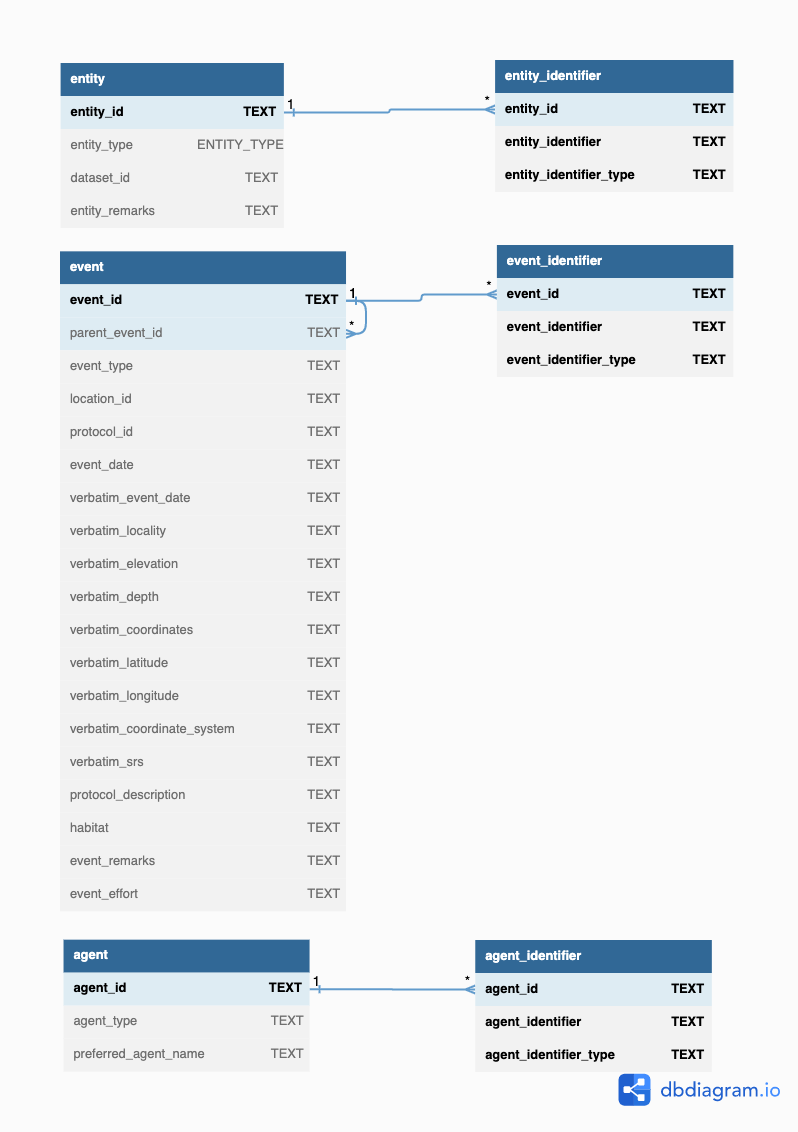 entity
entity_id TEXT
entity_type ENTITY_TYPE
dataset_id TEXT
entity_remarks TEXT
1 *
entity_identifier
entity_id TEXT
entity_identifier TEXT
entity_identifier_type TEXT
event
event_id TEXT
parent_event_id TEXT
event_type TEXT
location_id TEXT
protocol_id TEXT
event_date TEXT
verbatim_event_date TEXT
verbatim_locality TEXT
verbatim_elevation TEXT
verbatim_depth TEXT
verbatim_coordinates TEXT
verbatim_latitude TEXT
verbatim_longitude TEXT
verbatim_coordinate_system TEXT
verbatim_srs TEXT
protocol_description TEXT
habitat TEXT
event_remarks TEXT
event_effort TEXT
1 *
*
event_identifier
event_id TEXT
event_identifier TEXT
event_identifier_type TEXT
agent
agent_id TEXT
agent_type TEXT
preferred_agent_name TEXT
1 *
agent_identifier
agent_id TEXT
agent_identifier TEXT
agent_identifier_type TEXT
dbdiagram.io